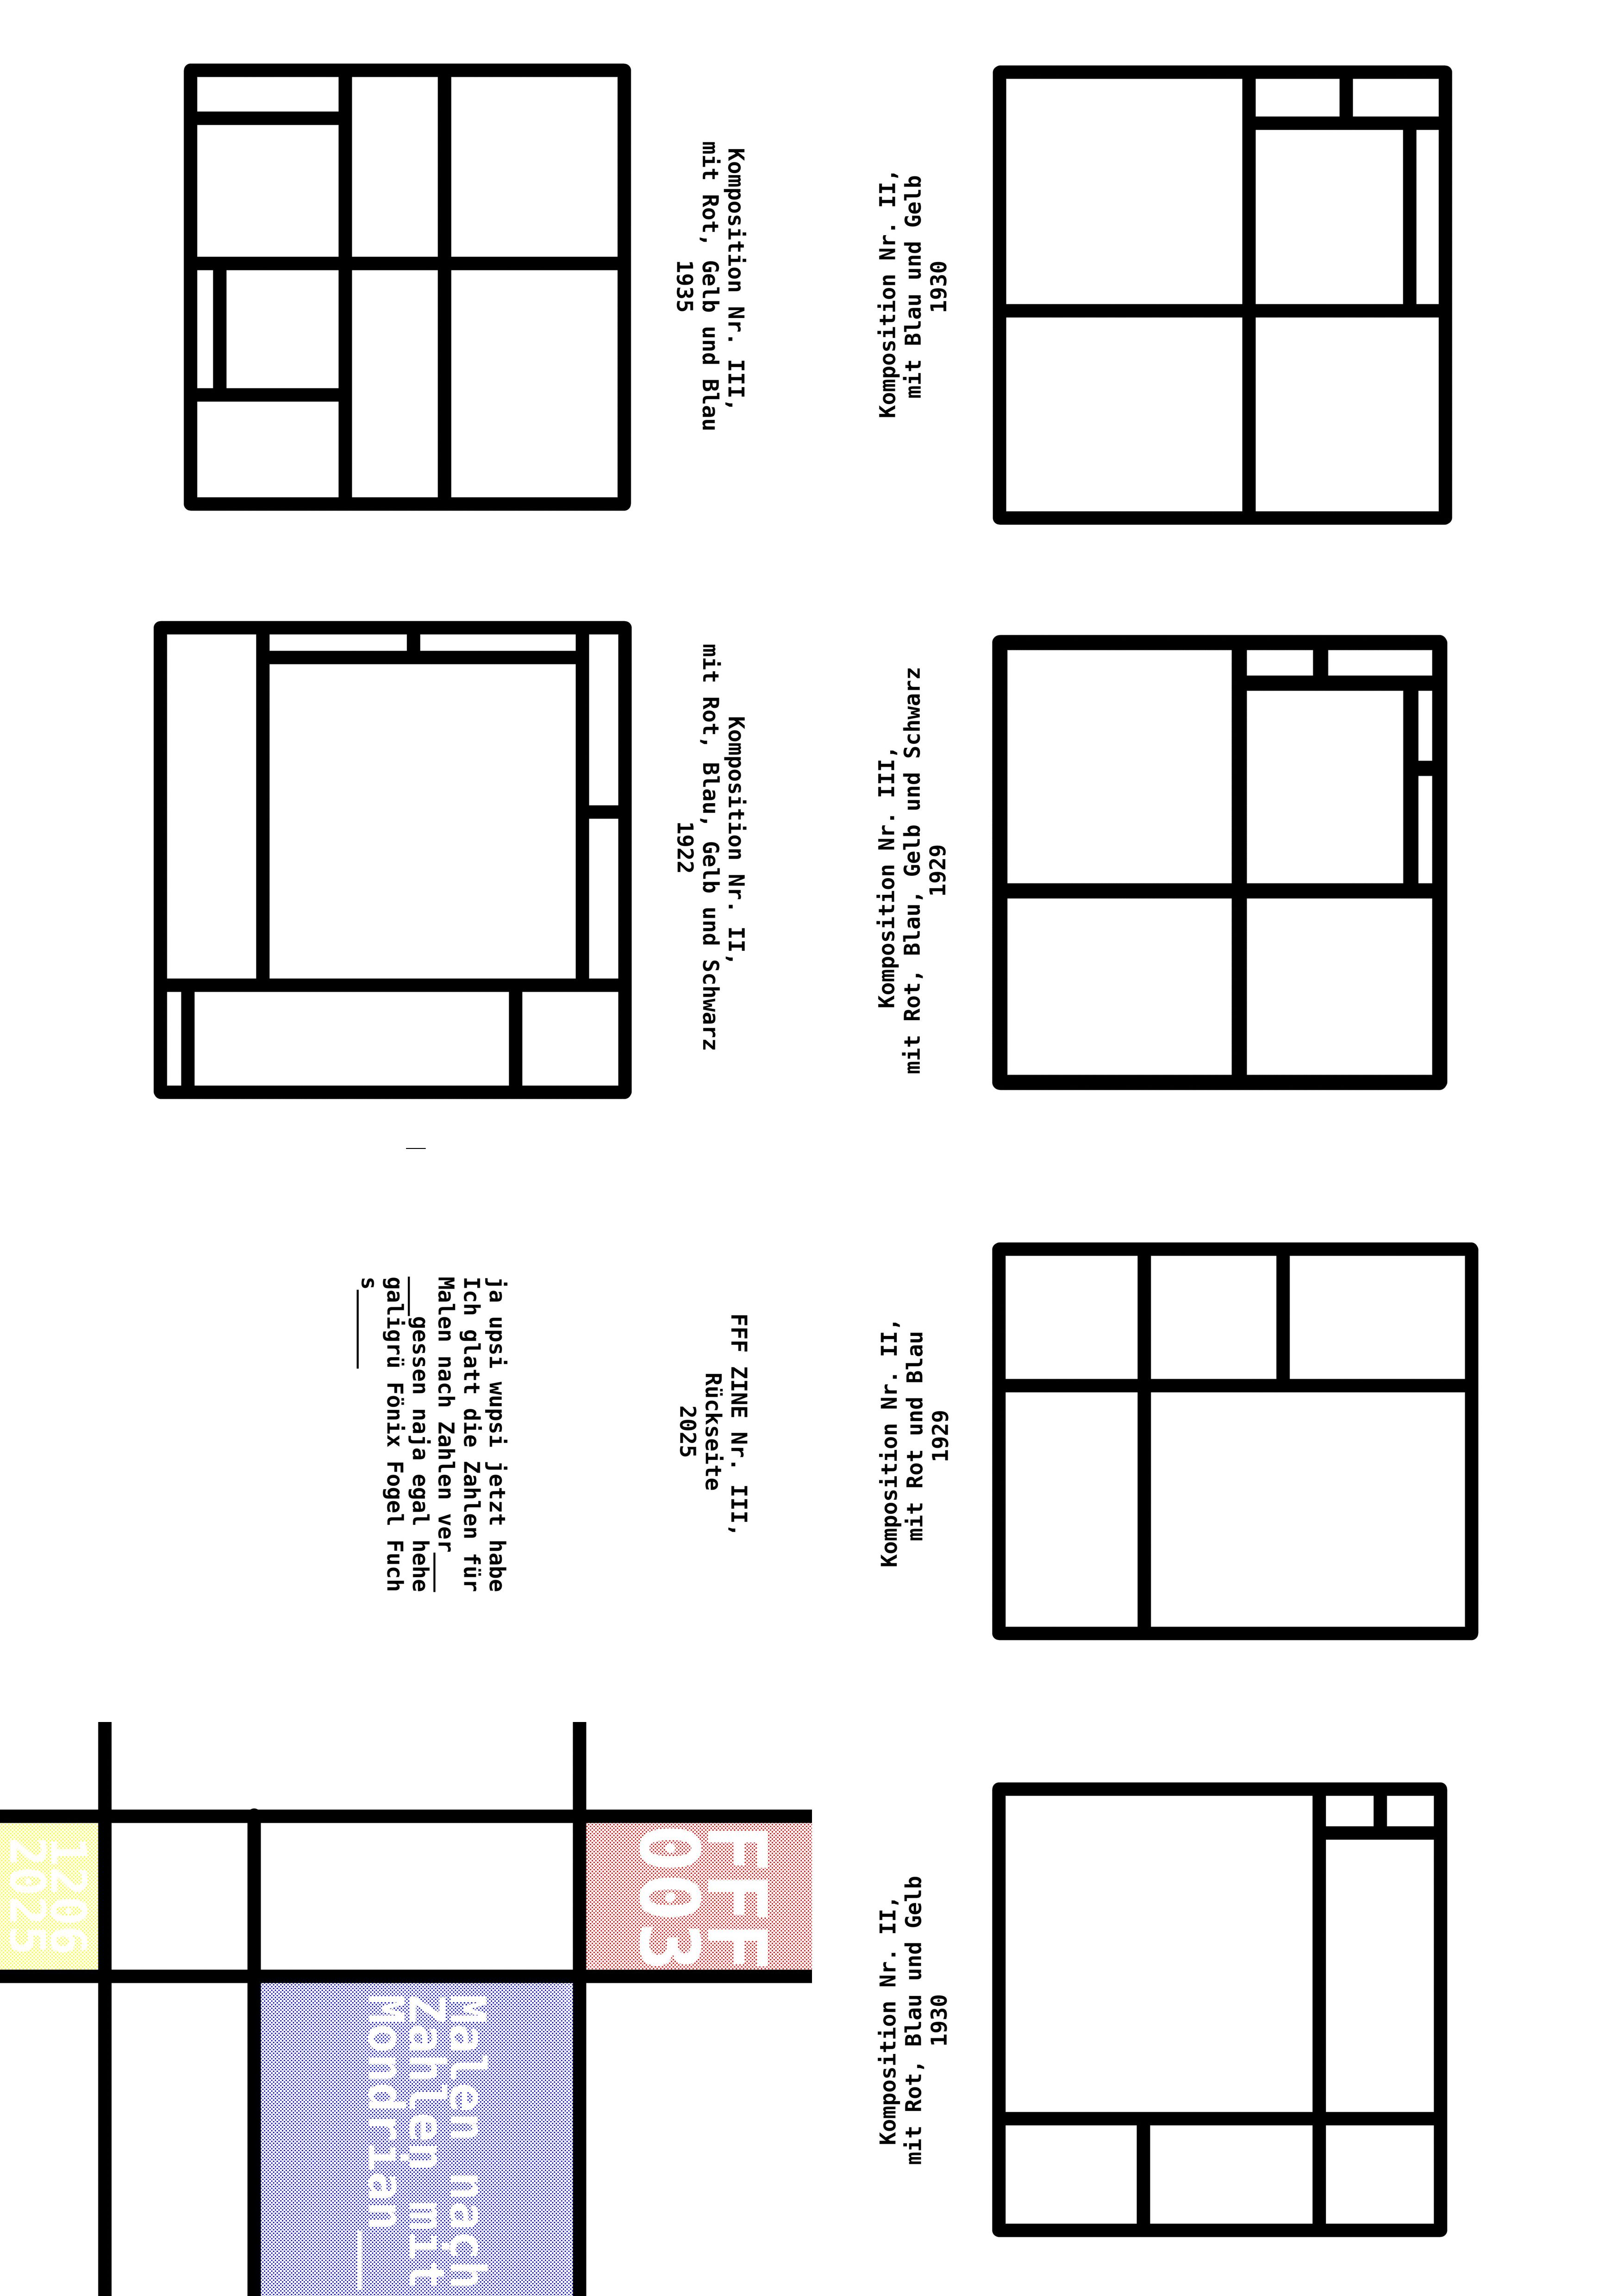 Komposition Nr. III,
mit Rot, Gelb und Blau
1935
Komposition Nr. II,
mit Blau und Gelb
1930
Komposition Nr. II,
mit Rot, Blau, Gelb und Schwarz
1922
Komposition Nr. III,
mit Rot, Blau, Gelb und Schwarz
1929
ja upsi wupsi jetzt habe
Ich glatt die Zahlen für
Malen nach Zahlen ver___
___gessen naja egal hehe
galigrü Fönix Fogel Fuch
s______
FFF ZINE Nr. III,
Rückseite
2025
Komposition Nr. II,
mit Rot und Blau
1929
FFF
003
1206
2025
Malen nach
Zahlen mit
Mondrian__
Komposition Nr. II,
mit Rot, Blau und Gelb
1930